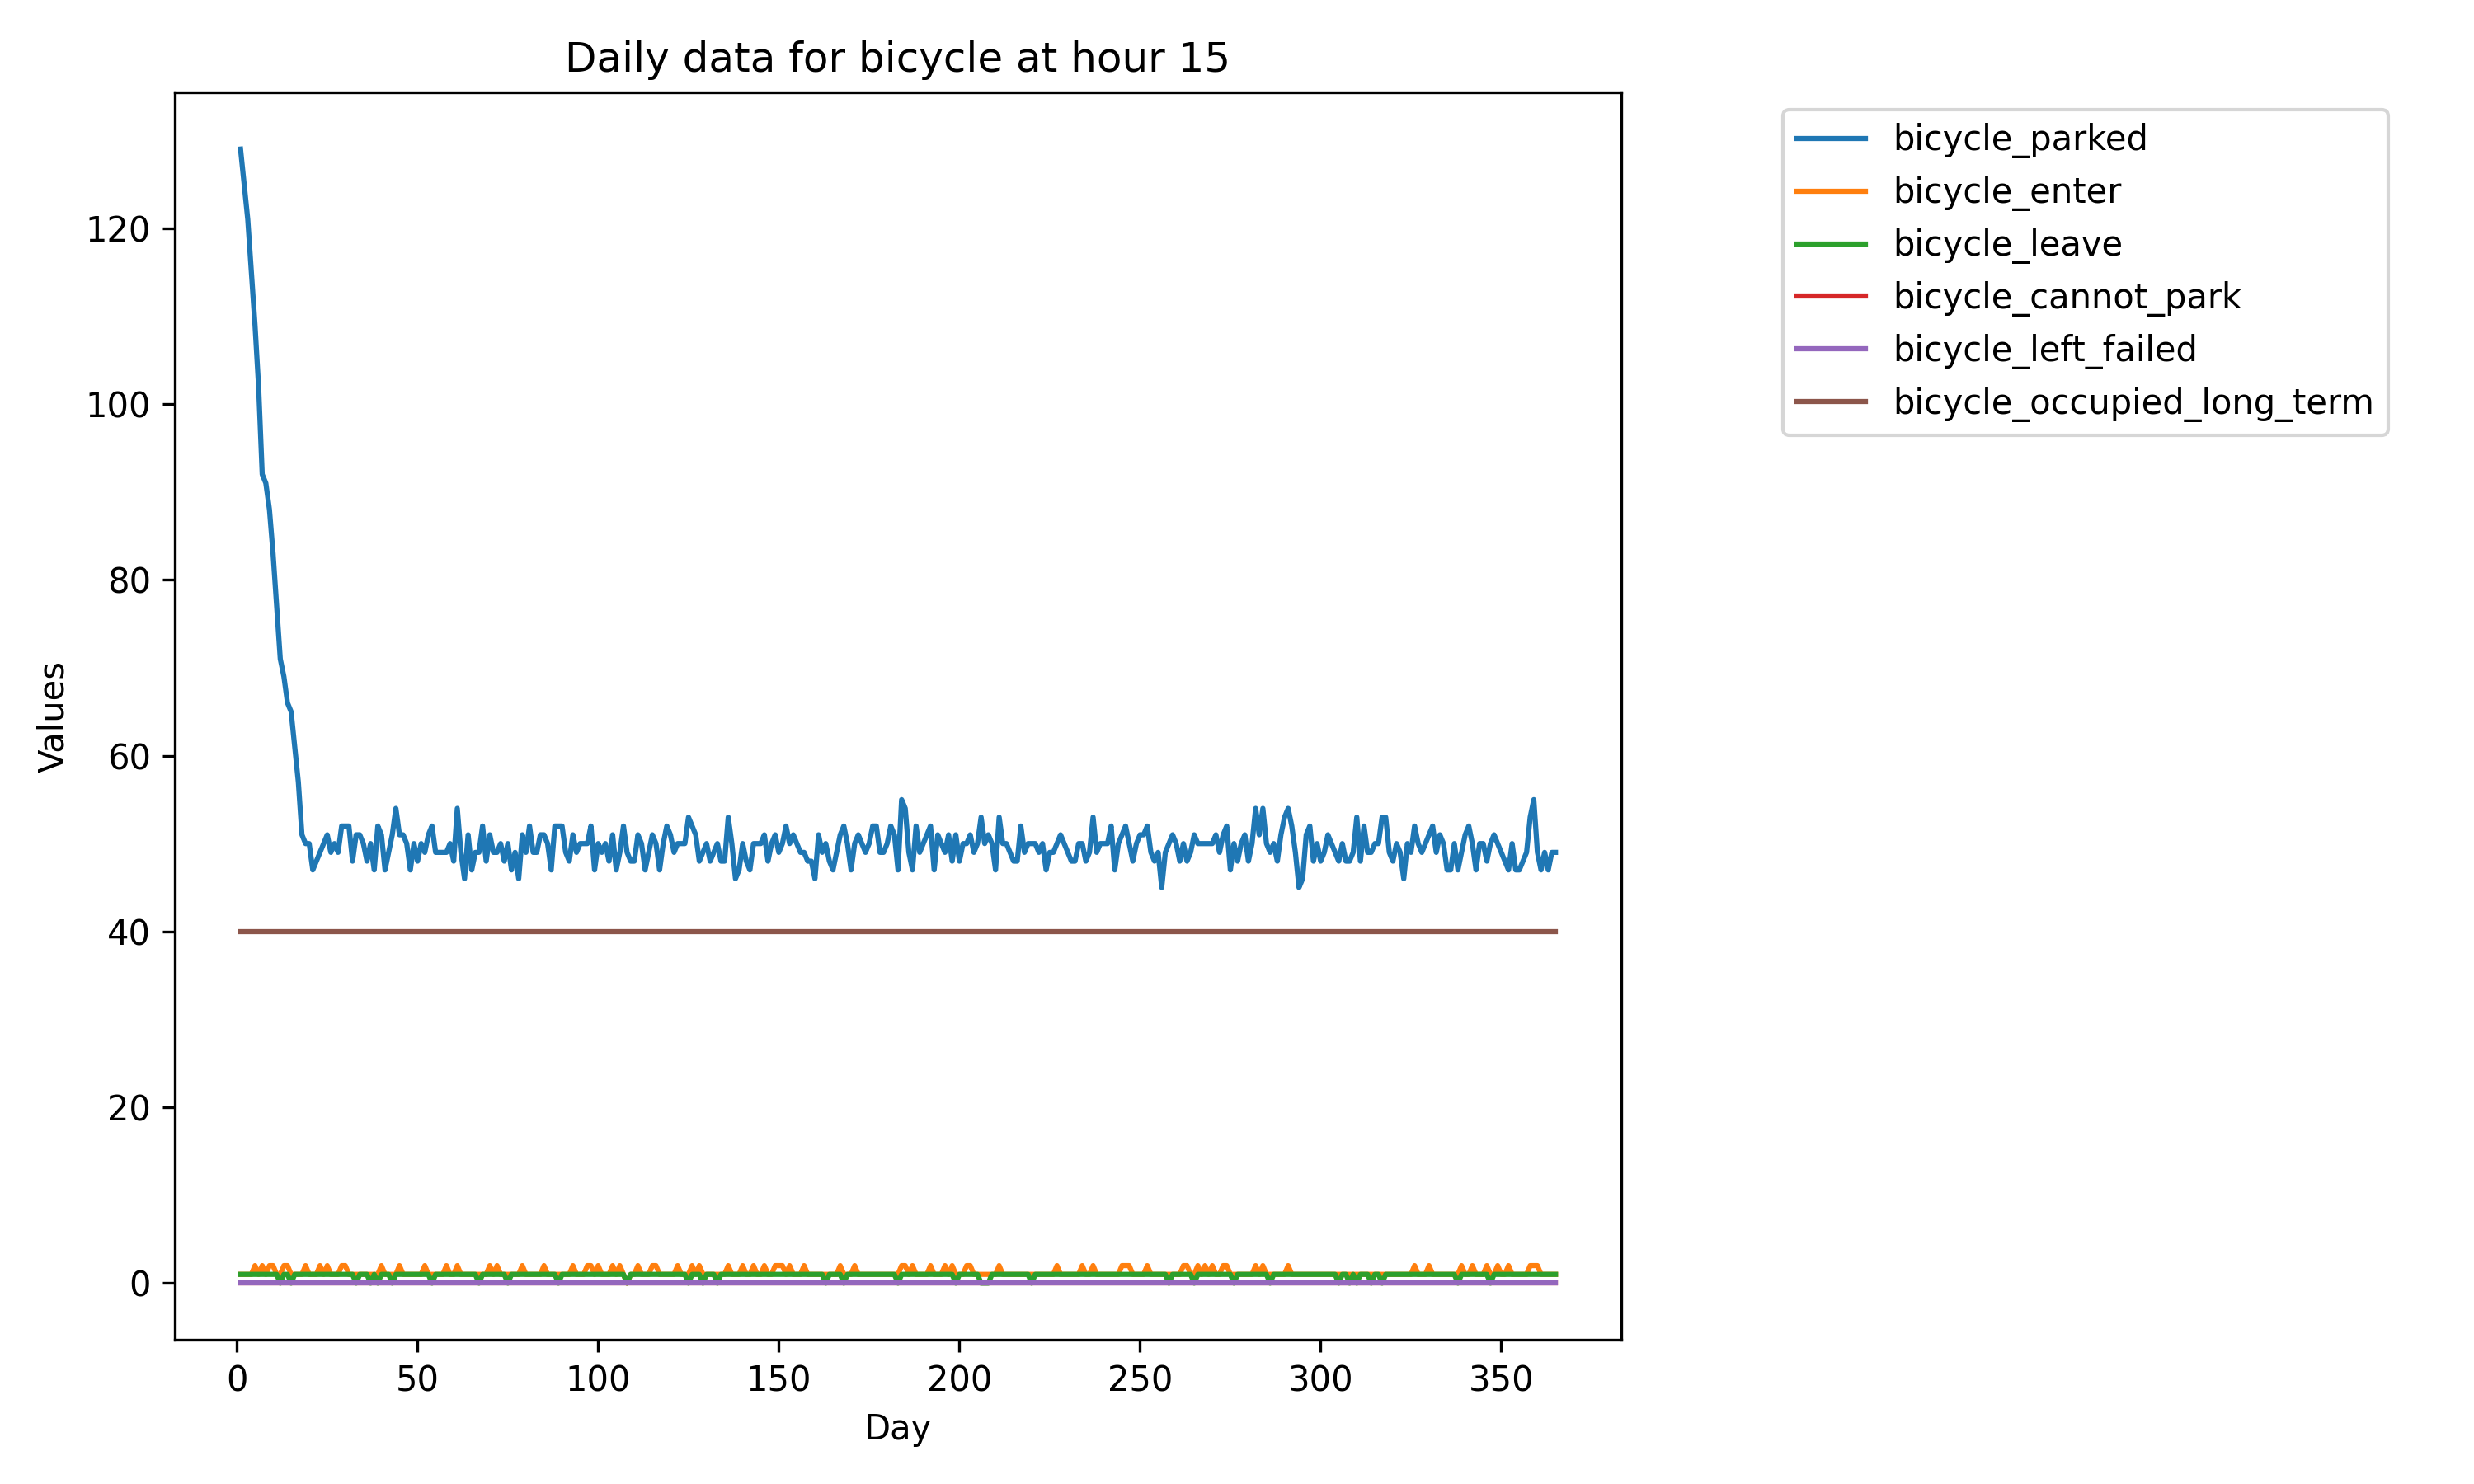 Daily data for bicycle at hour 15
bicycle_parked
bicycle_enter
bicycle_leave
bicycle_cannot_park
bicycle_left_failed
bicycle_occupied_long_term
Values
120
100
80
60
40
20
0
0 50 100 150 200 250 300 350
Day